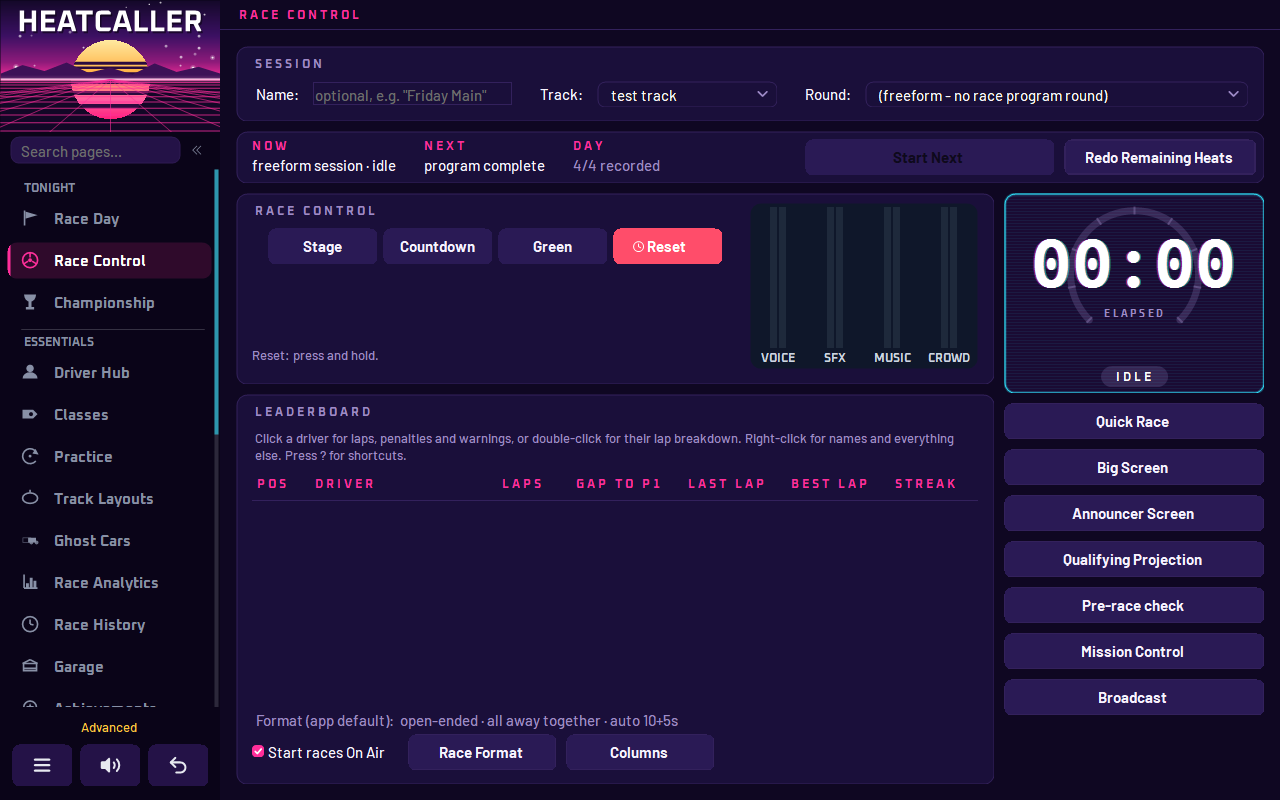 HEATCALLER
Search pages...
TONIGHT
Race Day
Race Control
Championship
ESSENTIALS
Driver Hub
Classes
Practice
Track Layouts
Ghost Cars
Race Analytics
Race History
Garage
Achievements
Advanced
RACE CONTROL
SESSION
Name: optional, e.g. "Friday Main" Track: test track Round: (freeform - no race program round)
NOW NEXT DAY
freeform session · idle program complete 4/4 recorded
Start Next Redo Remaining Heats
RACE CONTROL
Stage Countdown Green Reset
Reset: press and hold.
VOICE SFX MUSIC CROWD
00:00
ELAPSED
IDLE
LEADERBOARD
Click a driver for laps, penalties and warnings, or double-click for their lap breakdown. Right-click for names and everything
else. Press ? for shortcuts.
POS DRIVER LAPS GAP TO P1 LAST LAP BEST LAP STREAK
Format (app default): open-ended · all away together · auto 10+5s
Start races On Air Race Format Columns
Quick Race
Big Screen
Announcer Screen
Qualifying Projection
Pre-race check
Mission Control
Broadcast